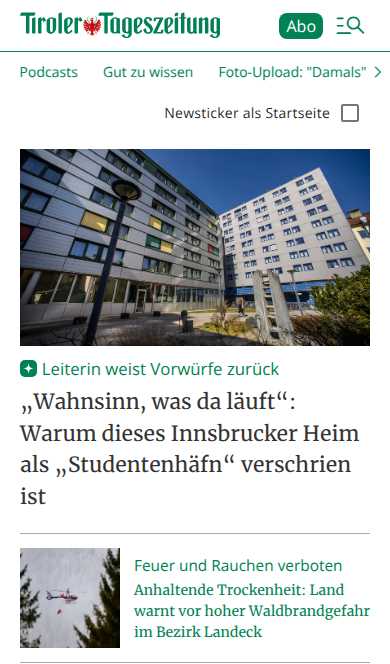 Tiroler Tageszeitung
Abo
Podcasts Gut zu wissen Foto-Upload: "Damals"
Newsticker als Startseite
Leiterin weist Vorwürfe zurück
„Wahnsinn, was da läuft“:
Warum dieses Innsbrucker Heim
als „Studentenhäfn“ verschrien
ist
Feuer und Rauchen verboten
Anhaltende Trockenheit: Land
warnt vor hoher Waldbrandgefahr
im Bezirk Landeck